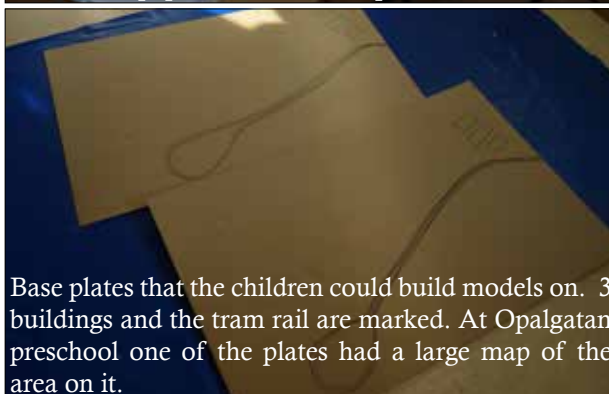 Base plates that the children could build models on. 3
buildings and the tram rail are marked. At Opalgatan
preschool one of the plates had a large map of the
area on it.